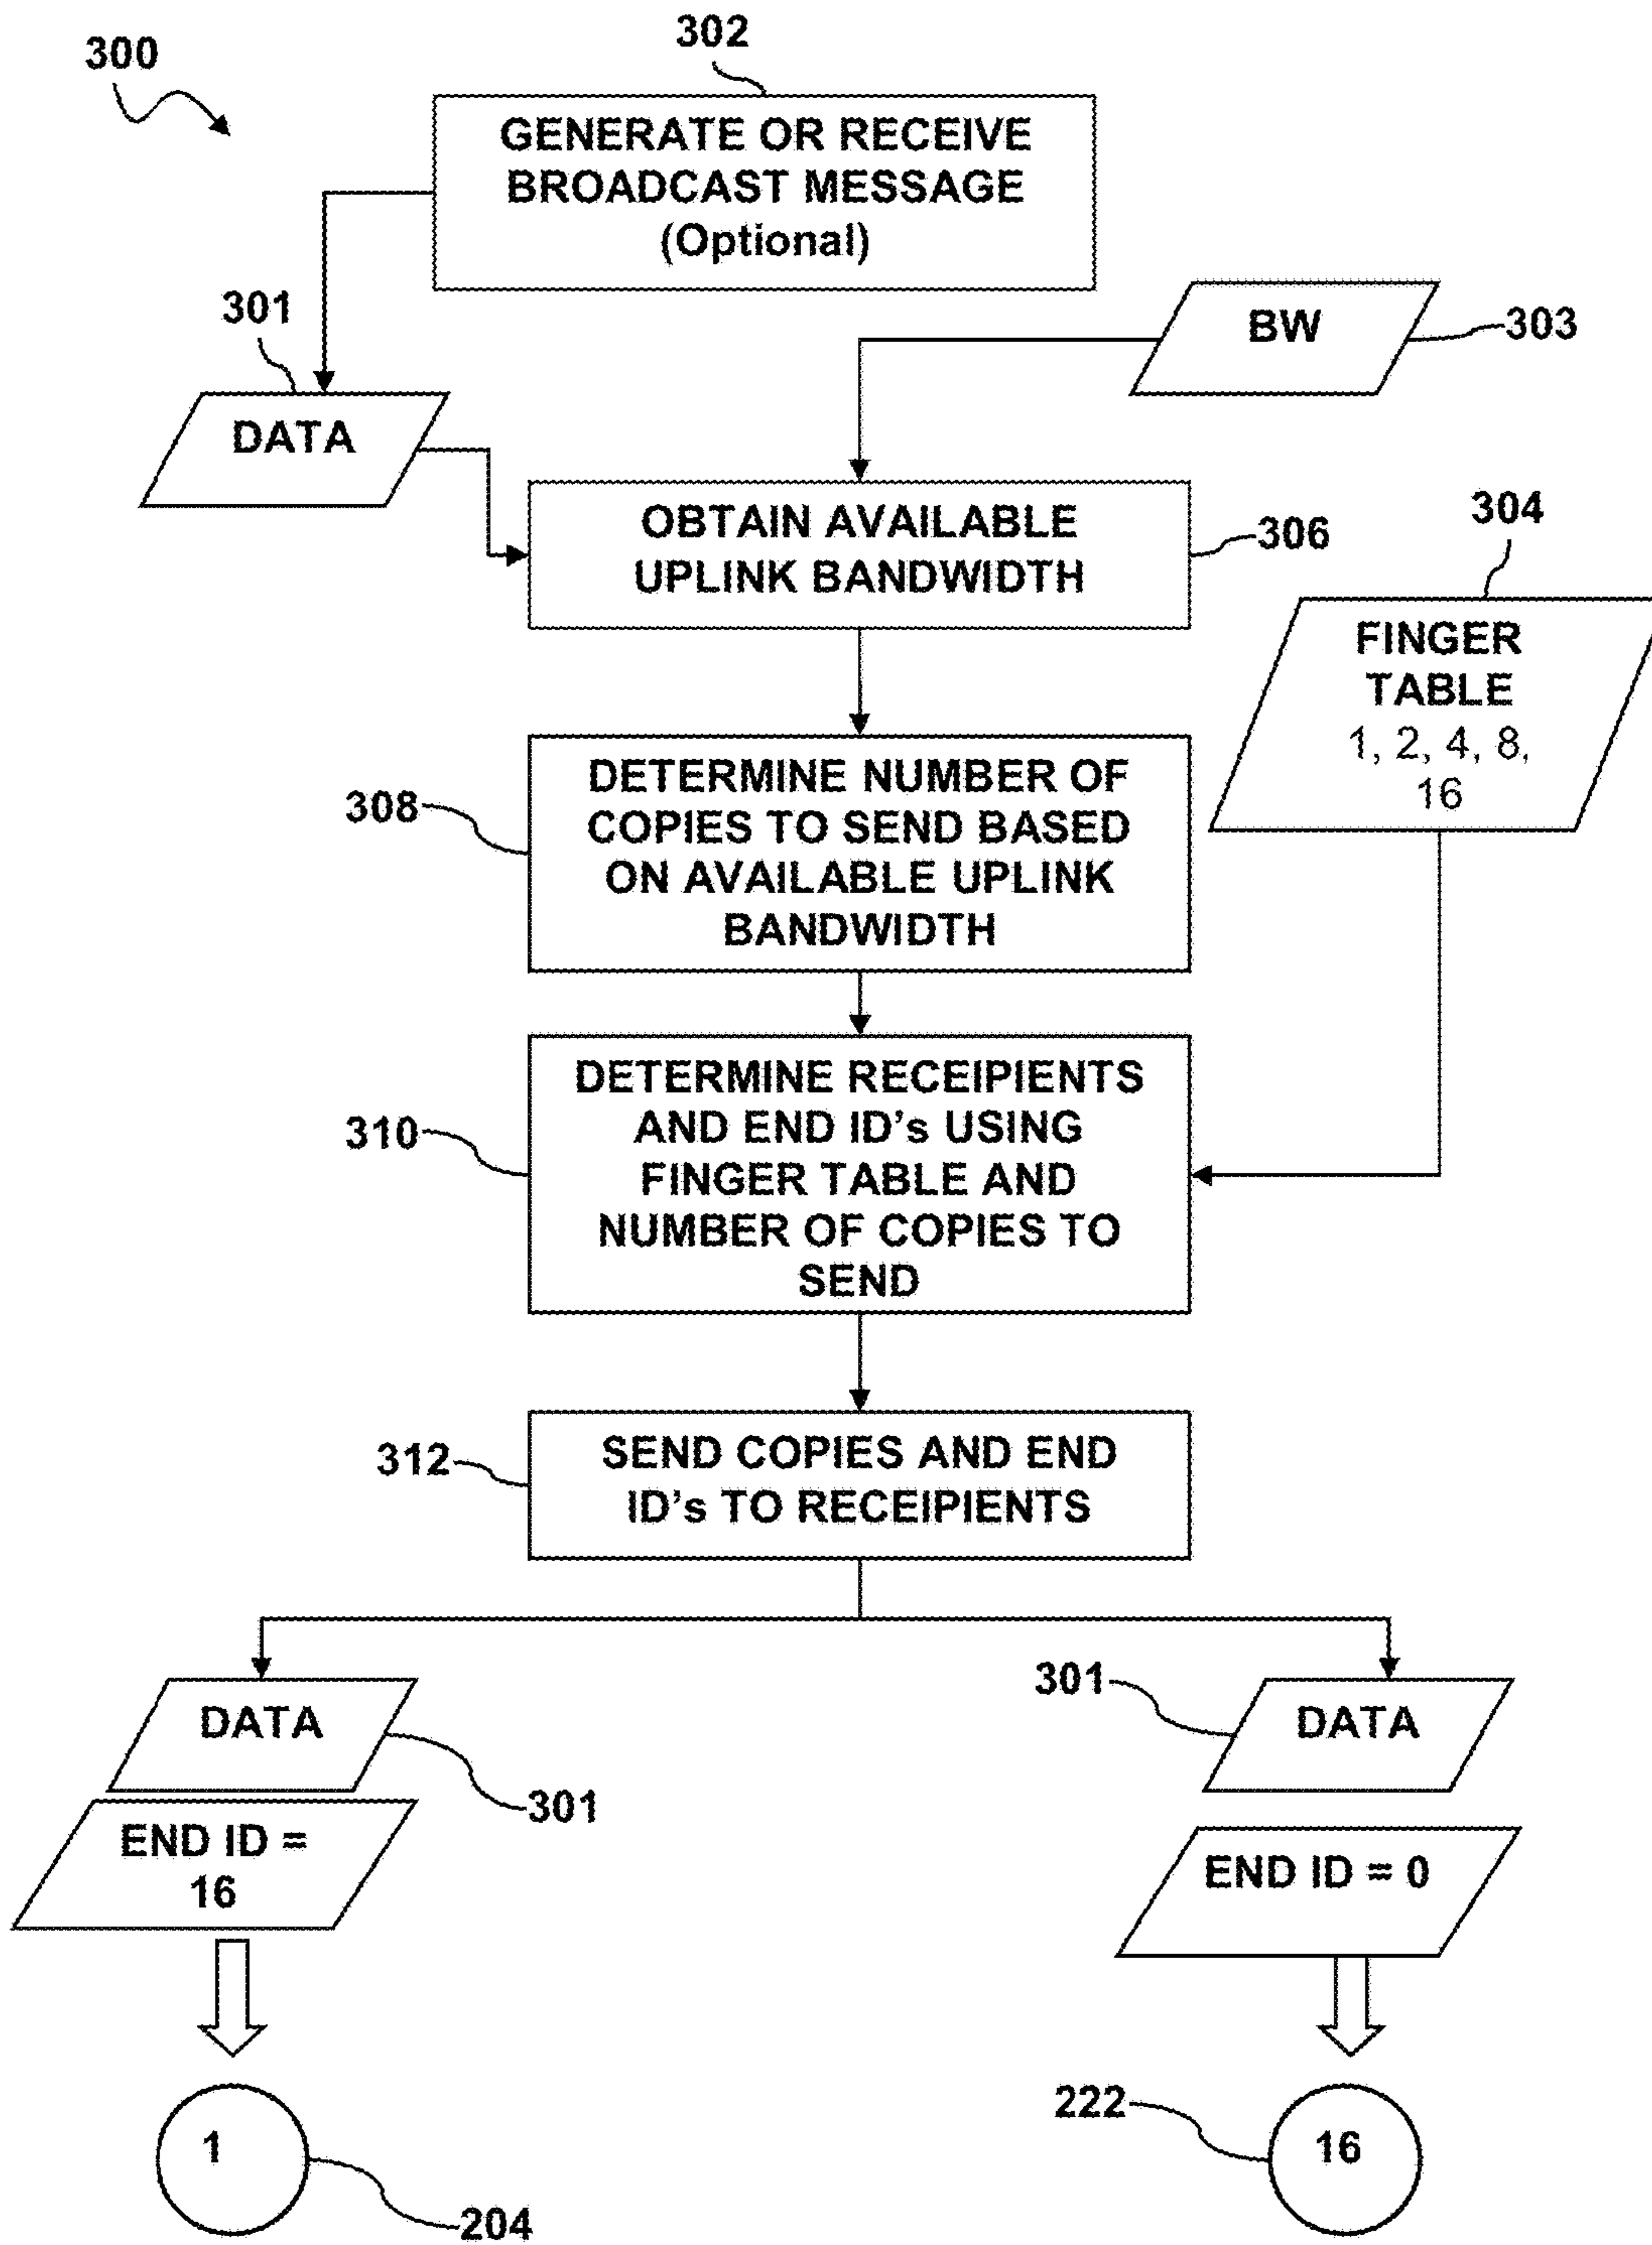 300
302
GENERATE OR RECEIVE
BROADCAST MESSAGE
(Optional)
301
DATA
BW
303
OBTAIN AVAILABLE
UPLINK BANDWIDTH
306
304
FINGER
TABLE
1, 2, 4, 8,
16
308
DETERMINE NUMBER OF
COPIES TO SEND BASED
ON AVAILABLE UPLINK
BANDWIDTH
310
DETERMINE RECEIPIENTS
AND END ID's USING
FINGER TABLE AND
NUMBER OF COPIES TO
SEND
312
SEND COPIES AND END
ID's TO RECEIPIENTS
DATA
301
END ID =
16
1
204
301
DATA
END ID = 0
222
16